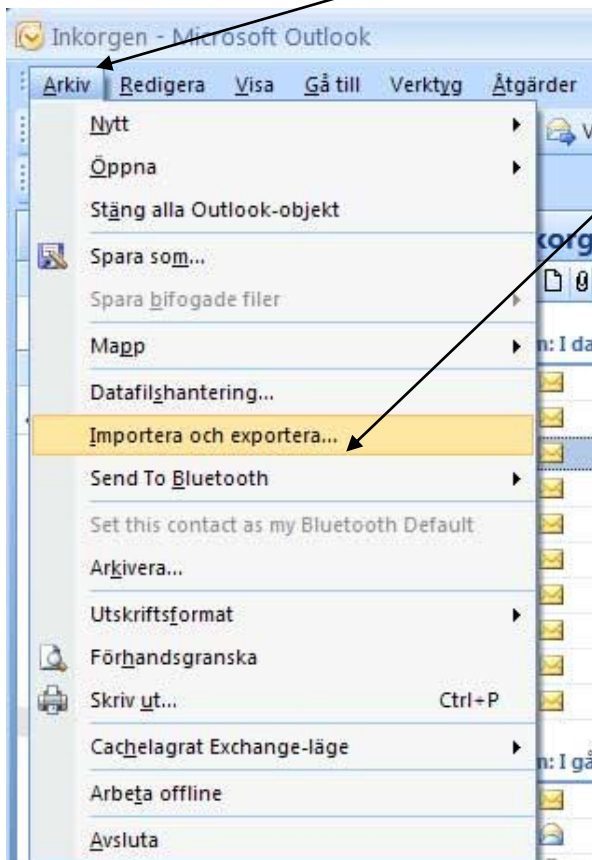 Inkorgen - Microsoft Outlook
Arkiv Redigera Visa Gå till Verktyg Åtgärder
Nytt
Öppna
Stäng alla Outlook-objekt
Spara som...
Spara bifogade filer
Mapp
Datafilshantering...
Importera och exportera...
Send To Bluetooth
Set this contact as my Bluetooth Default
Arkivera...
Utskriftsformat
Förhandsgranska
Skriv ut... Ctrl+P
Cachelagrat Exchange-läge
Arbeta offline
Avsluta